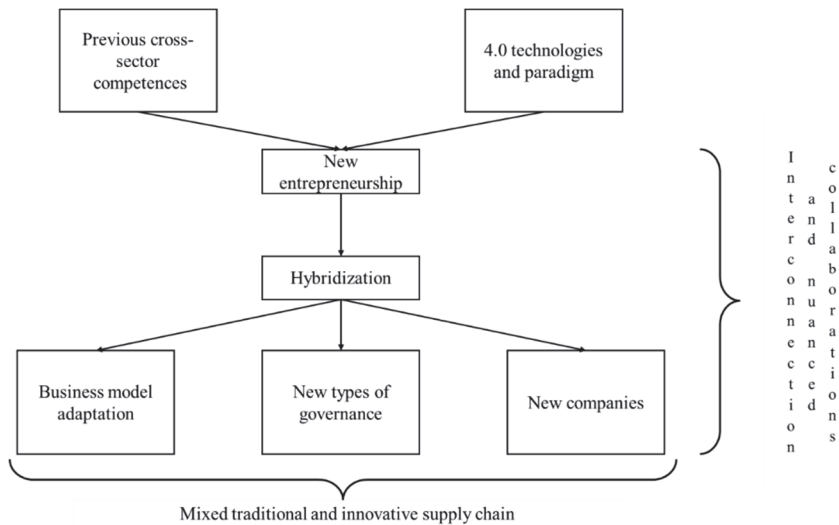 Previous cross-
sector
competences
4.0 technologies
and paradigm
New
entrepreneurship
Hybridization
Business model
adaptation
New types of
governance
New companies
Interconnection
and nuanced
collaborations
Mixed traditional and innovative supply chain